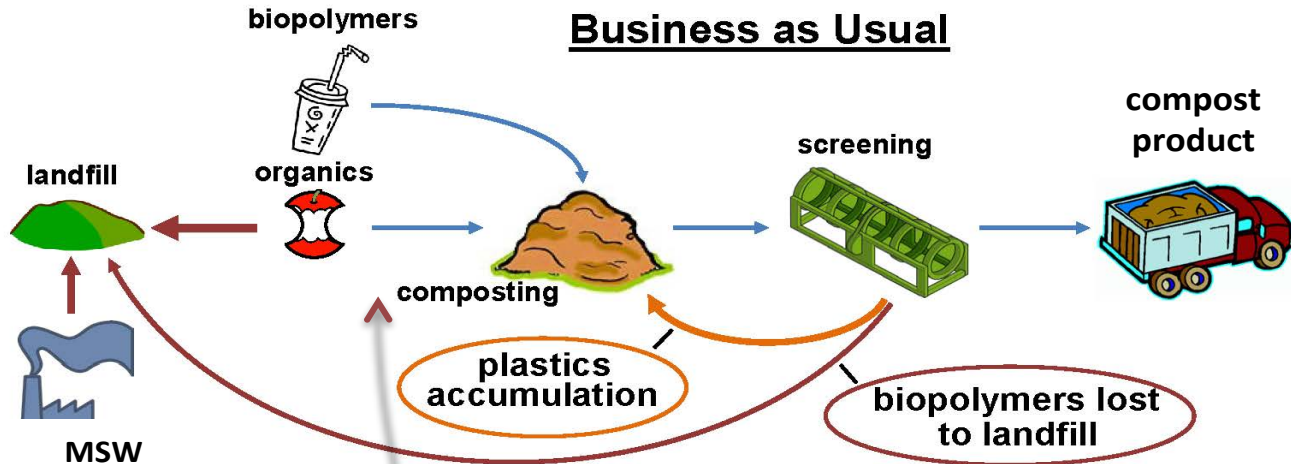 Business as Usual
biopolymers
organics
landfill
MSW
composting
screening
compost
product
plastics
accumulation
biopolymers lost
to landfill